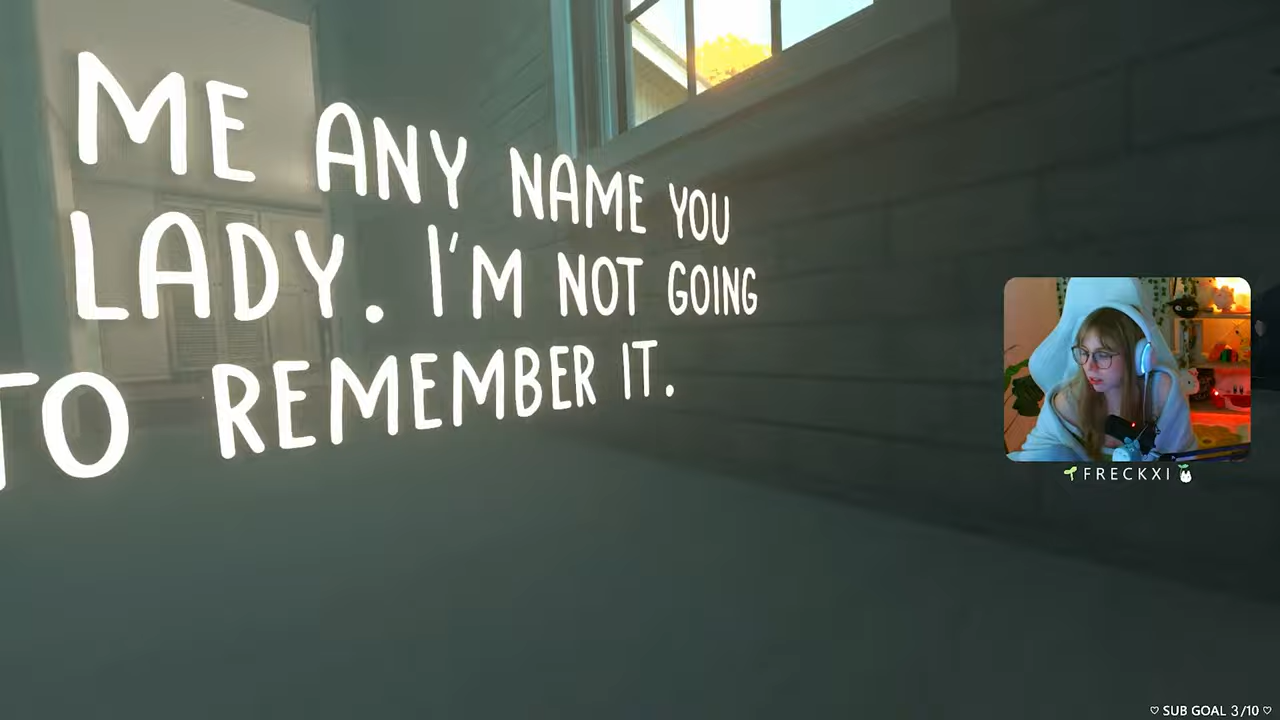 ME ANY NAME YOU
LADY. I'M NOT GOING
TO REMEMBER IT.
FRECKXI
♡ SUB GOAL 3/10 ♡